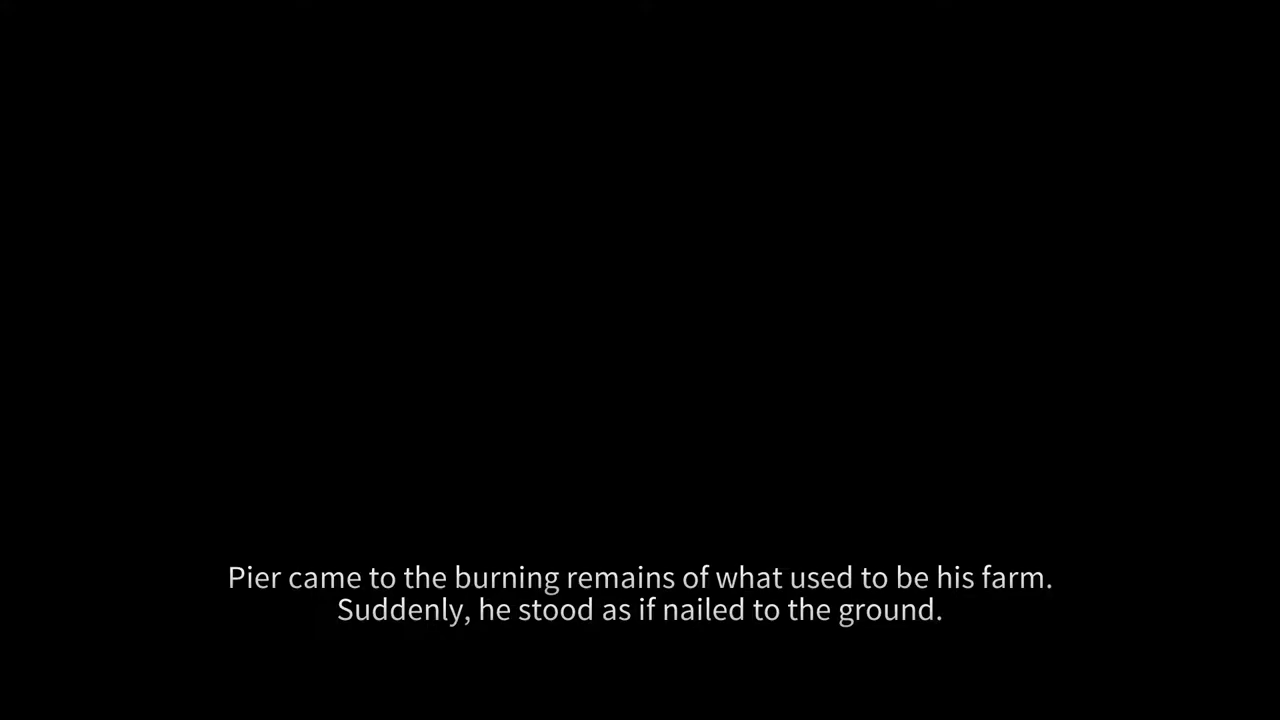 Pier came to the burning remains of what used to be his farm.
Suddenly, he stood as if nailed to the ground.